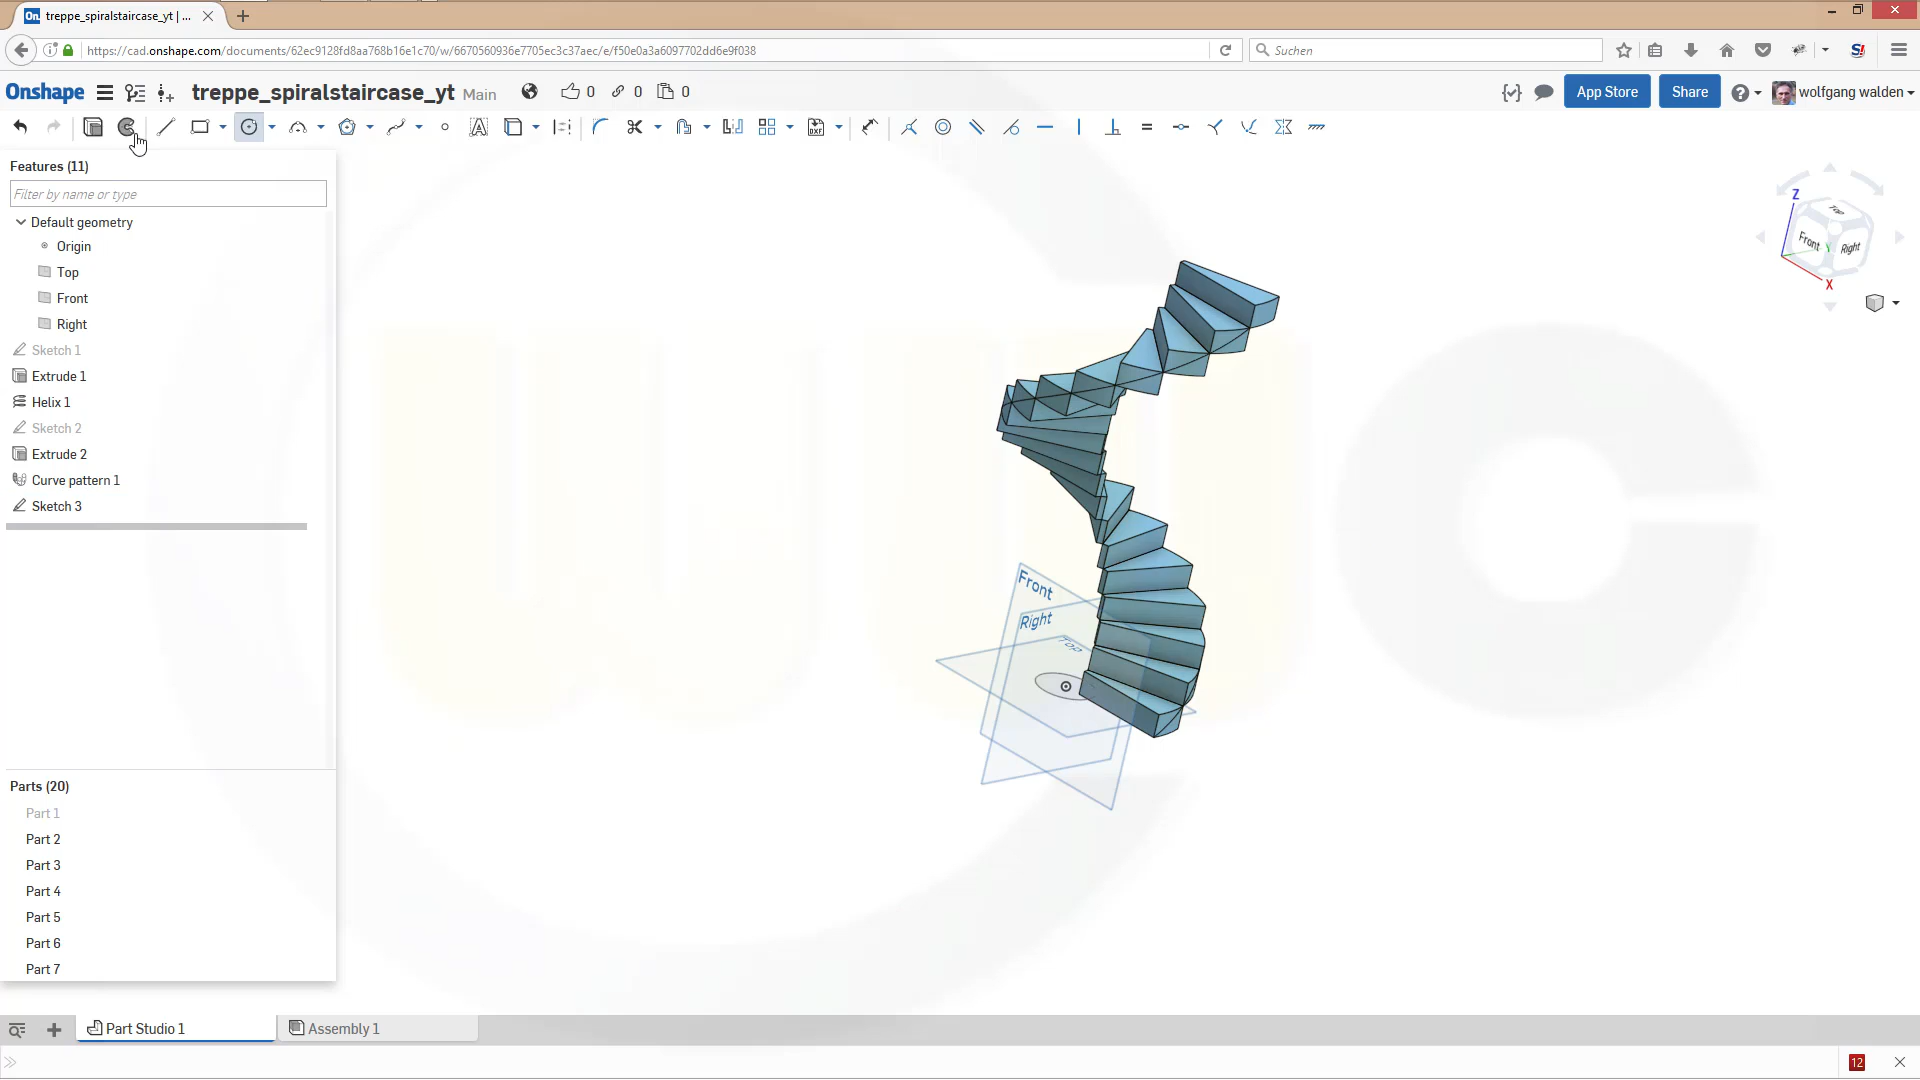 On treppe_spiralstaircase_yt | ...
https://cad.onshape.com/documents/62ec9128fd8aa768b16e1c70/w/6670560936e7705ec3c37aec/e/f50e0a3a6097702dd6e9f038
Suchen
S!
Onshape
treppe_spiralstaircase_yt Main
0
0
0
App Store
Share
wolfgang walden
DXF
Features (11)
Filter by name or type
Default geometry
Origin
Top
Front
Right
Sketch 1
Extrude 1
Helix 1
Sketch 2
Extrude 2
Curve pattern 1
Sketch 3
Front
Right
Top
Z
Top
Front
Y
Right
X
Parts (20)
Part 1
Part 2
Part 3
Part 4
Part 5
Part 6
Part 7
Part Studio 1
Assembly 1
12